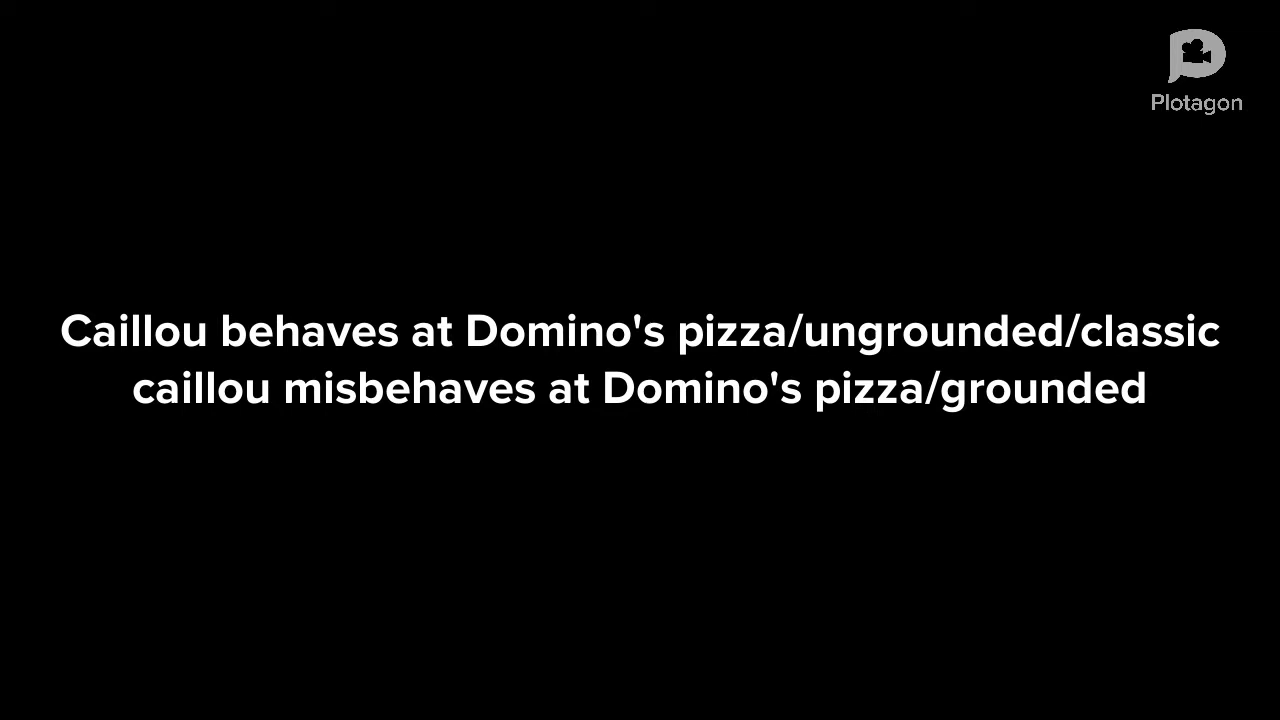 Plotagon
Caillou behaves at Domino's pizza/ungrounded/classic
caillou misbehaves at Domino's pizza/grounded